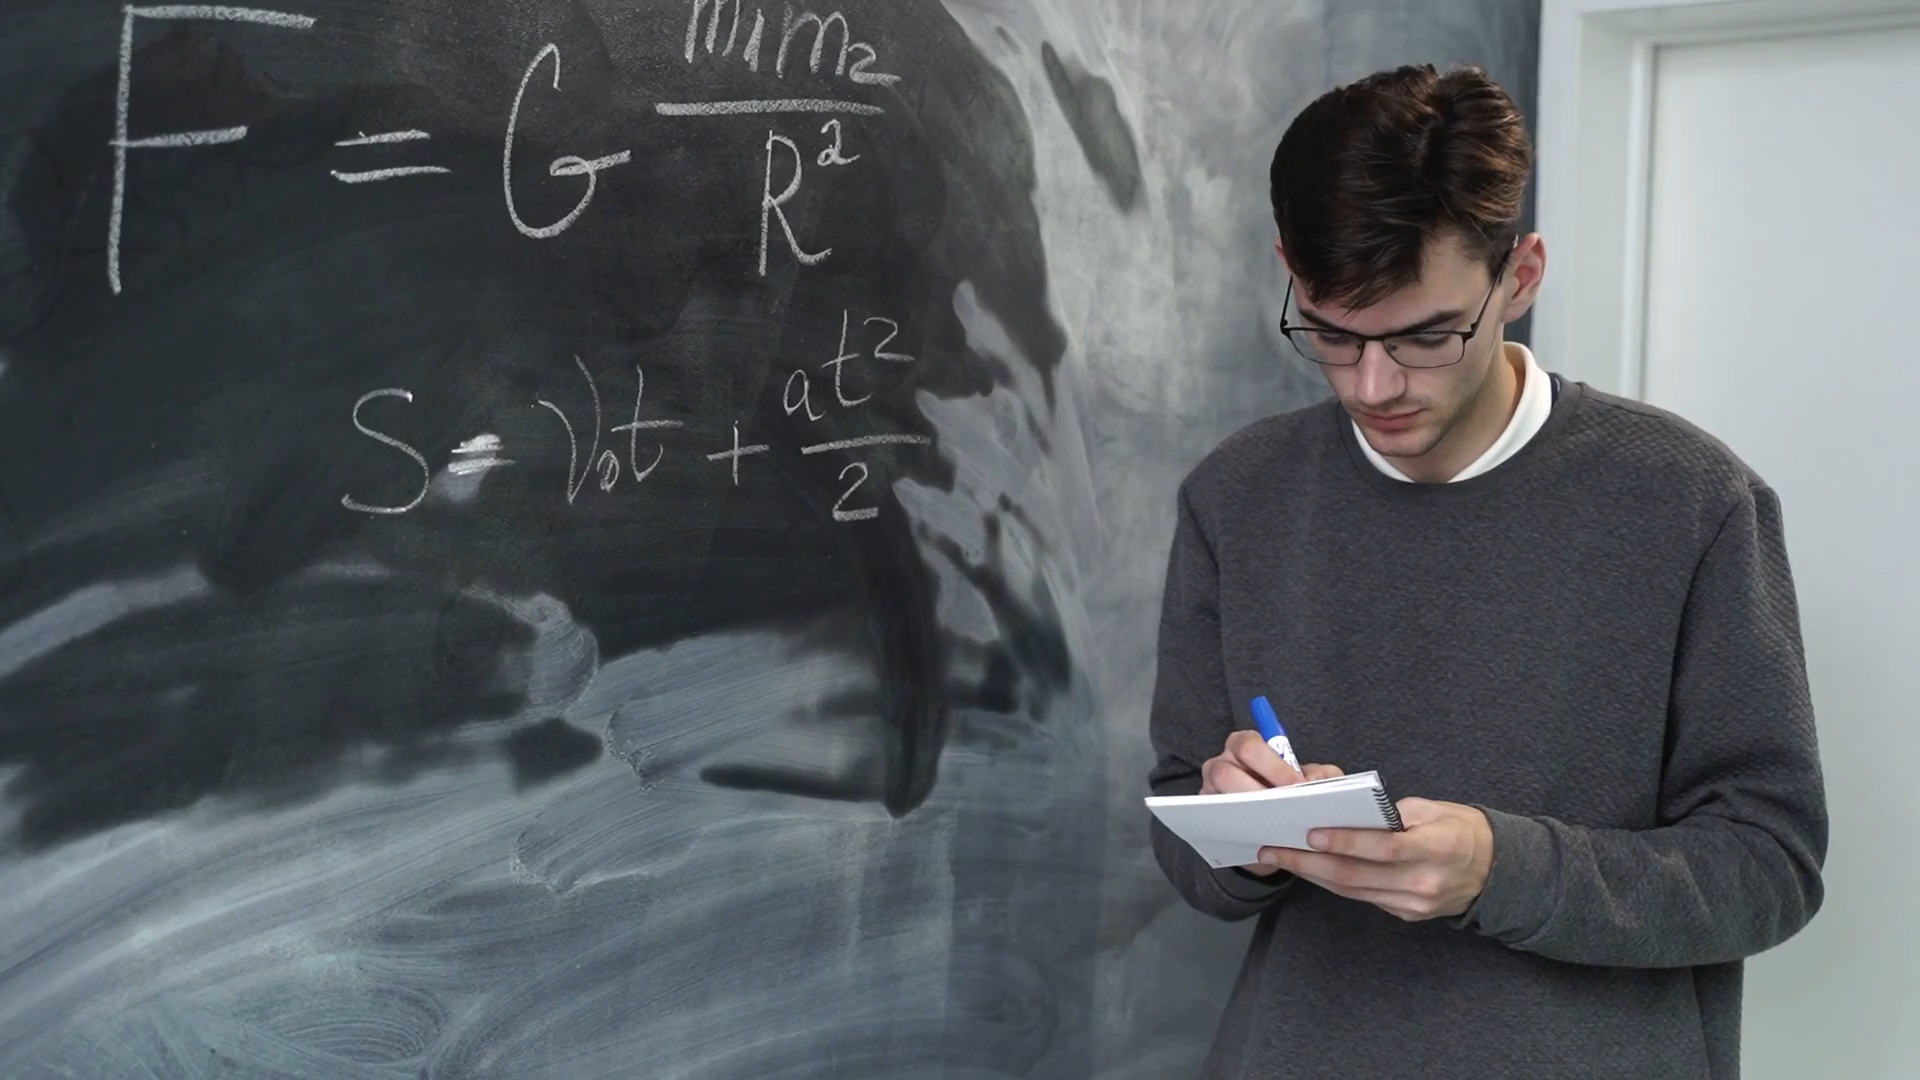 F = G m₁m₂/R²
S = V₀t + at²/2